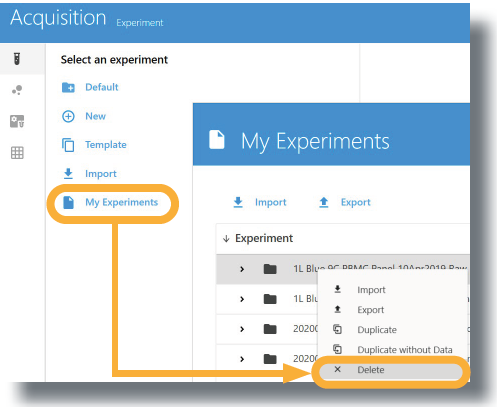 Acquisition Experiment
Select an experiment
Default
New
Template
Import
My Experiments
My Experiments
Import Export
Experiment
1L Blue 9C PBMC Panel 10Apr2019 Raw
1L Blu
2020
2020
Import
Export
Duplicate
Duplicate without Data
Delete